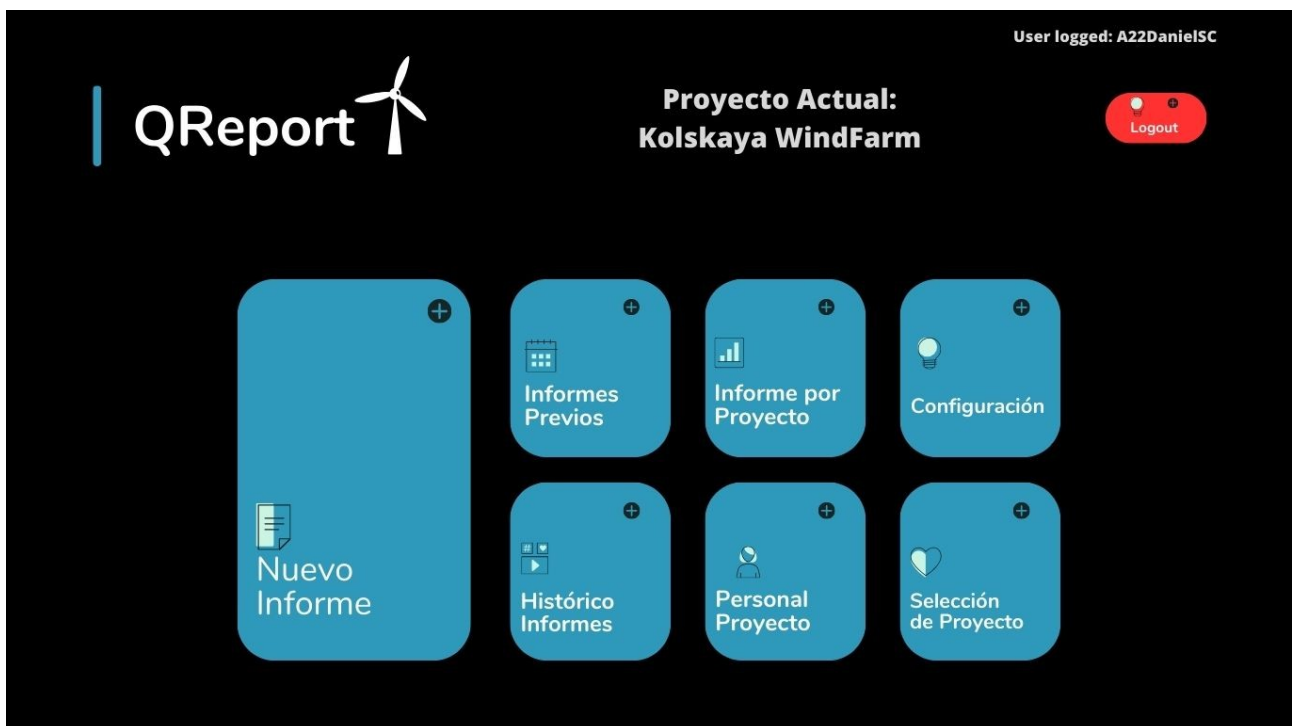 User logged: A22DanielSC
QReport
Proyecto Actual:
Kolskaya WindFarm
Logout
Nuevo
Informe
Informes
Previos
Informe por
Proyecto
Configuración
Histórico
Informes
Personal
Proyecto
Selección
de Proyecto